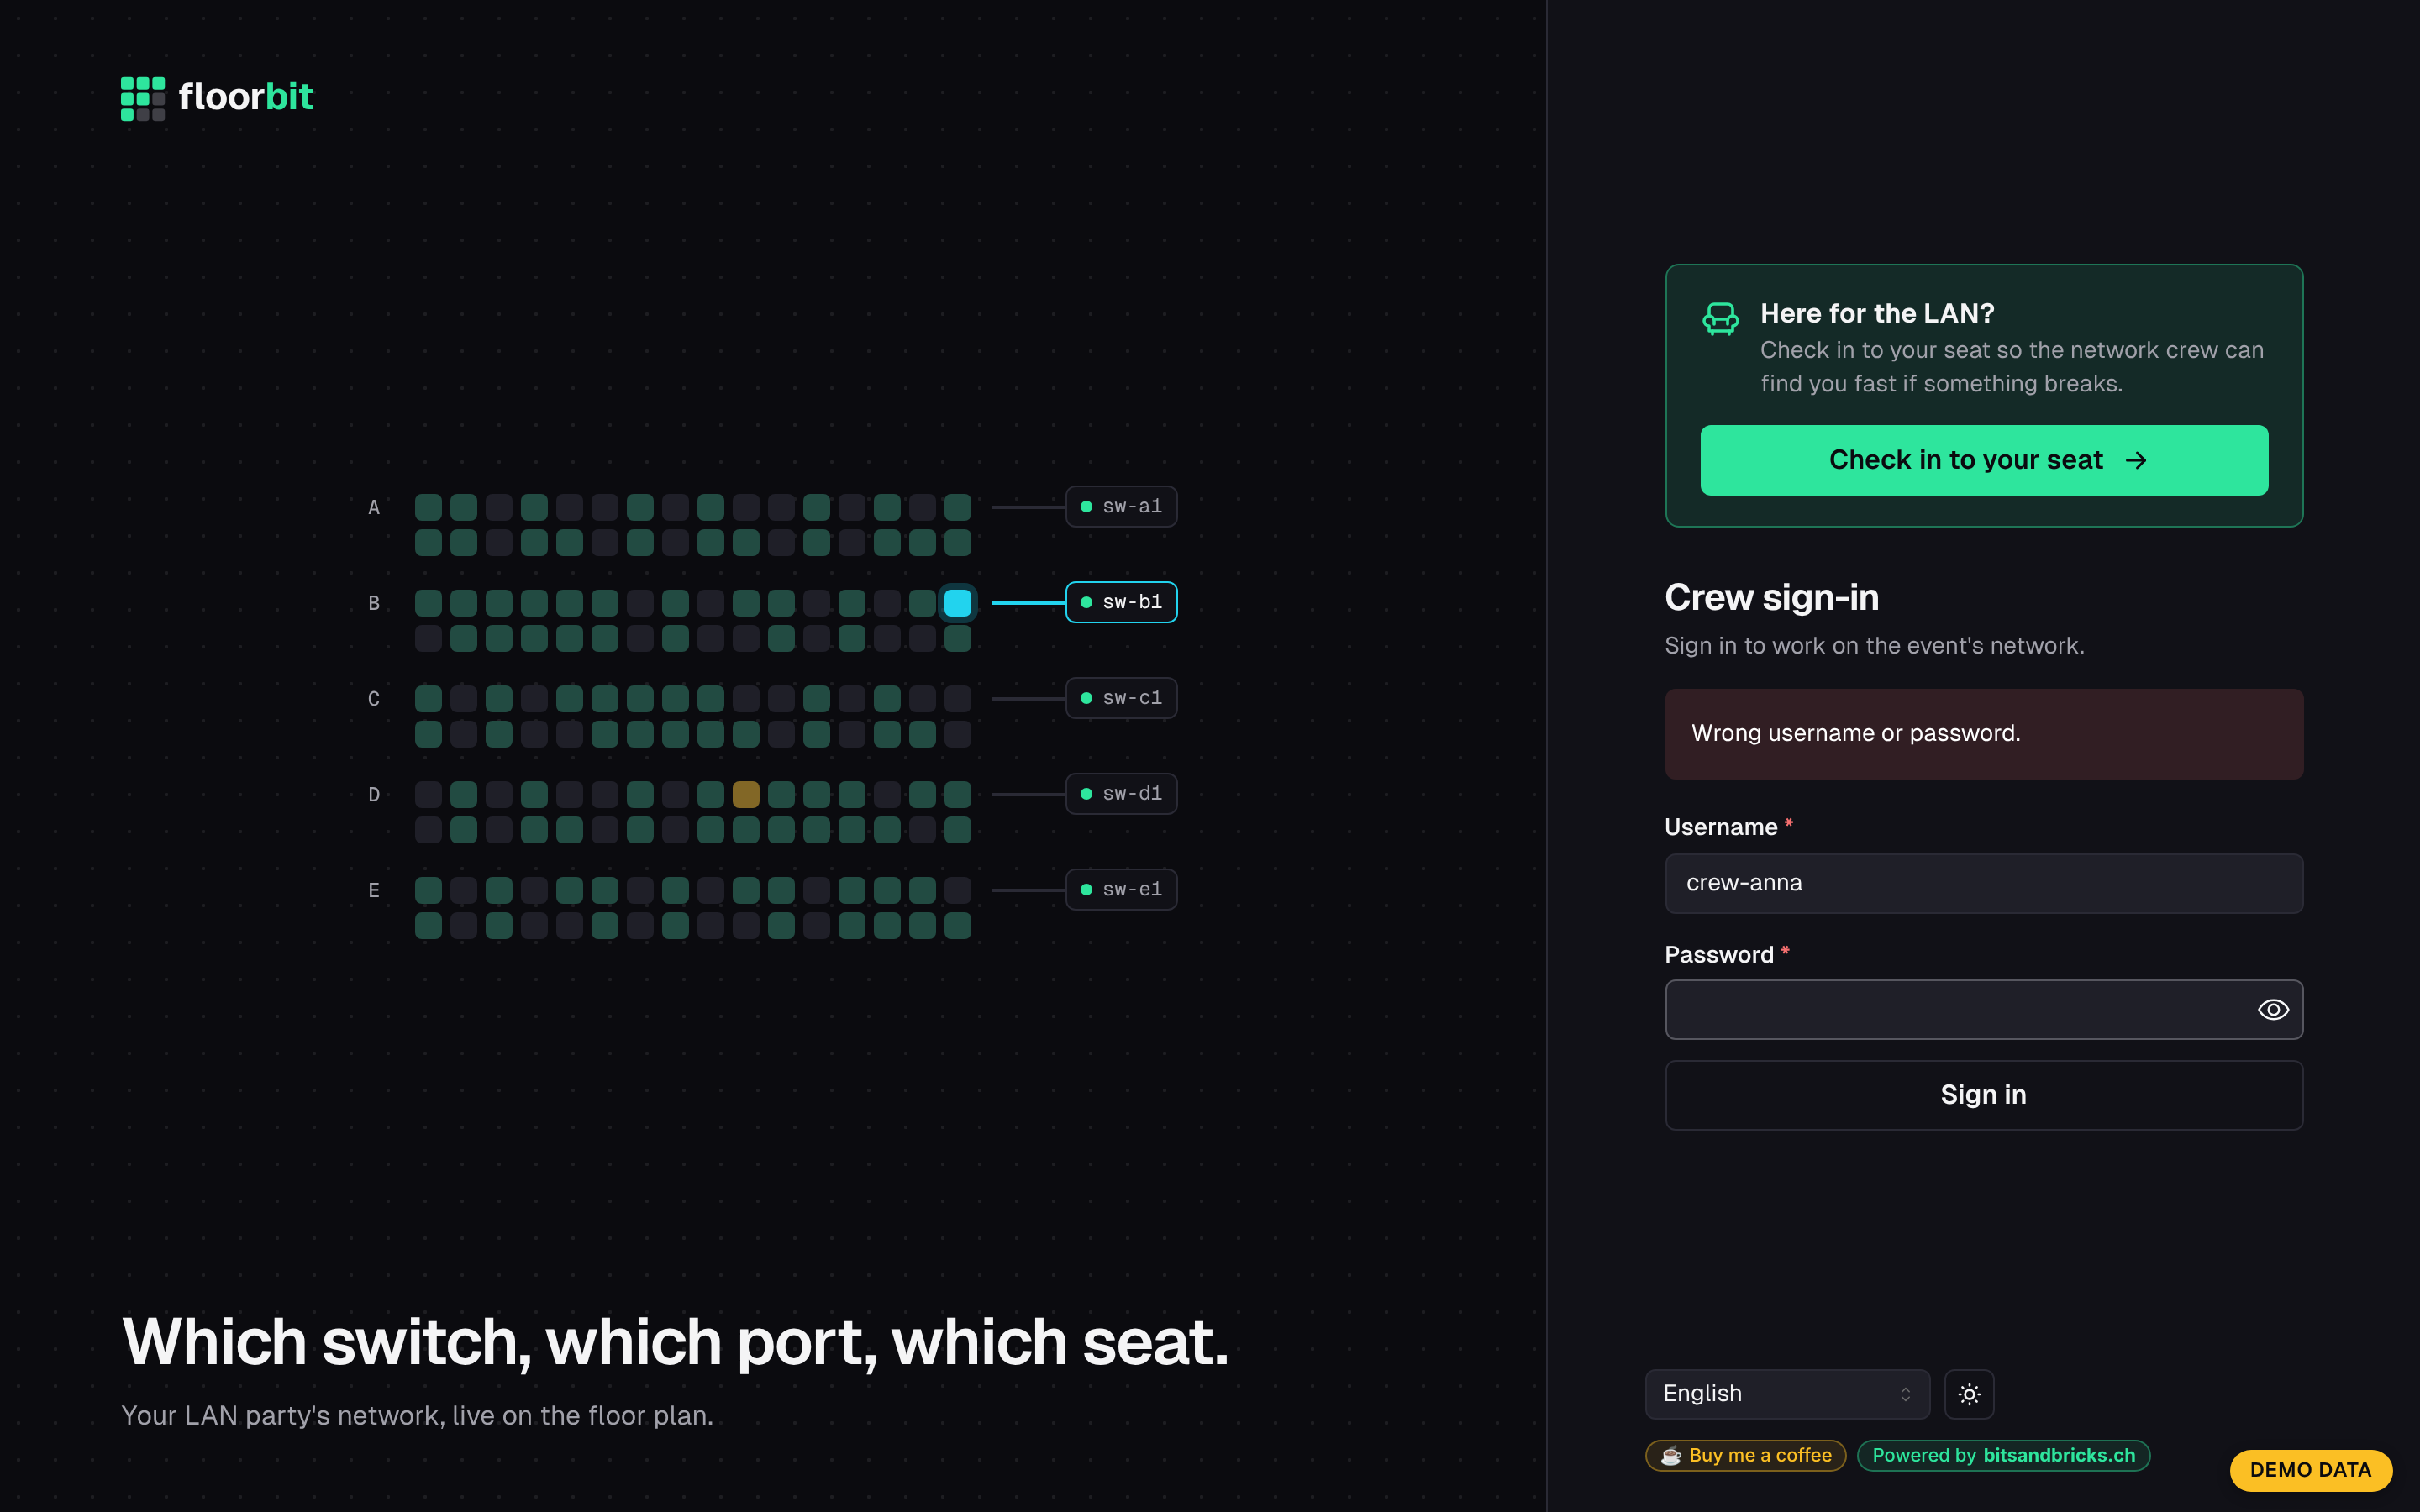 floorbit
A
sw-a1
B
sw-b1
C
sw-c1
D
sw-d1
E
sw-e1
Which switch, which port, which seat.
Your LAN party's network, live on the floor plan.
Here for the LAN?
Check in to your seat so the network crew can
find you fast if something breaks.
Check in to your seat →
Crew sign-in
Sign in to work on the event's network.
Wrong username or password.
Username *
crew-anna
Password *
Sign in
English
☕ Buy me a coffee
Powered by bitsandbricks.ch
DEMO DATA